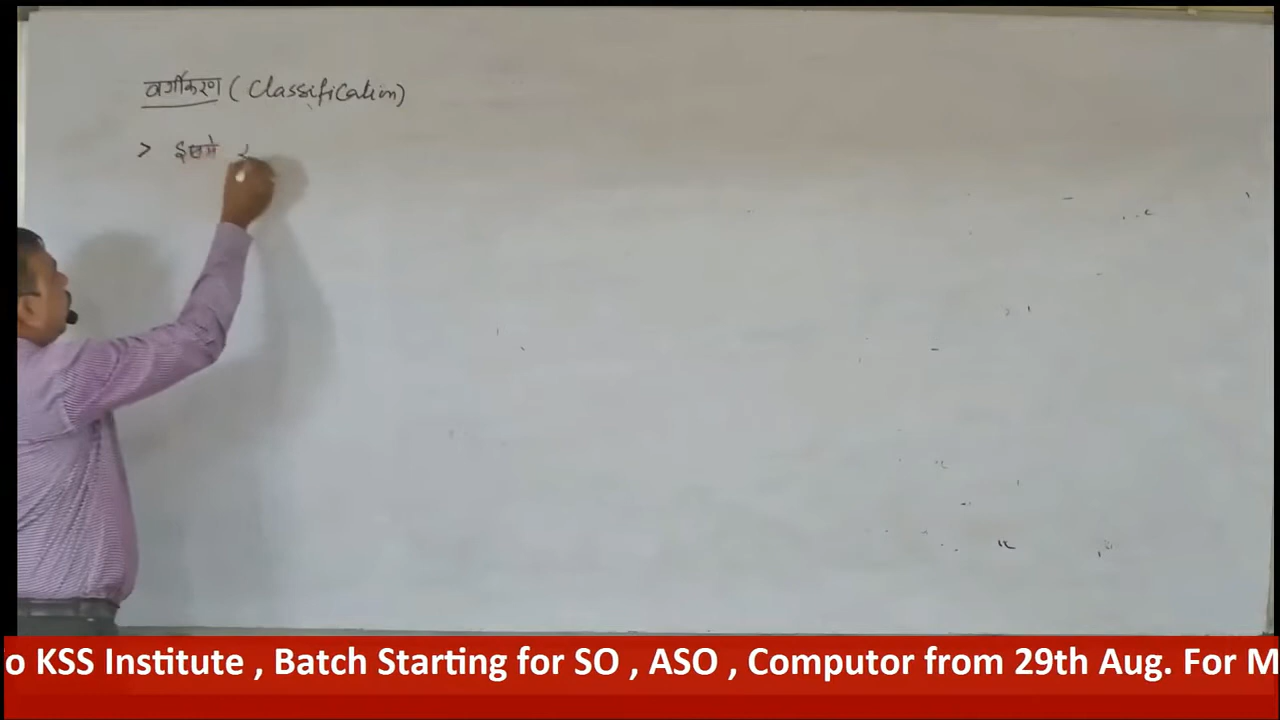 वर्गीकरण (Classification)
> इसमे
o KSS Institute , Batch Starting for SO , ASO , Computor from 29th Aug. For M